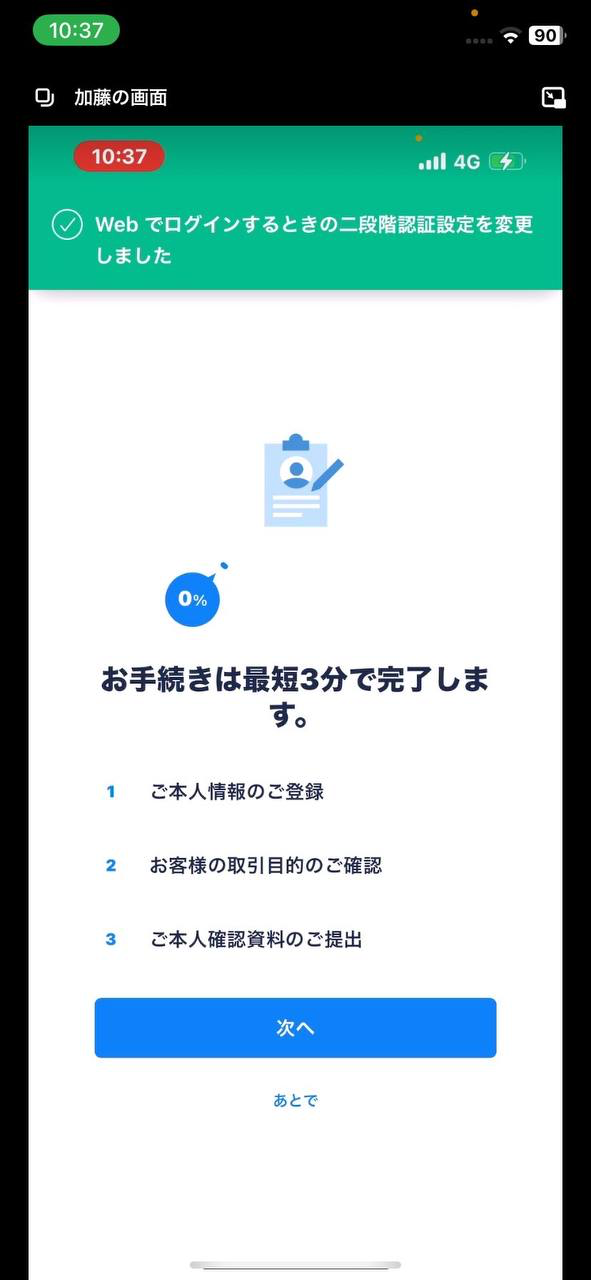 10:37
90
加藤の画面
10:37
4G
Web でログインするときの二段階認証設定を変更
しました
0%
お手続きは最短3分で完了しま
す。
1 ご本人情報のご登録
2 お客様の取引目的のご確認
3 ご本人確認資料のご提出
次へ
あとで